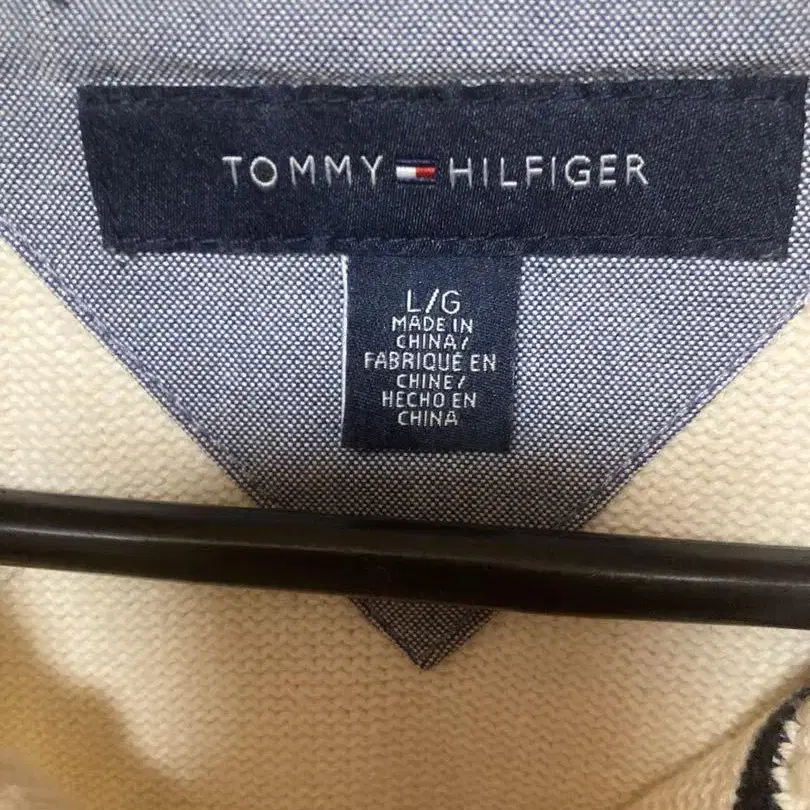 TOMMY HILFIGER
L/G
MADE IN
CHINA/
FABRIQUÉ EN
CHINE/
HECHO EN
CHINA